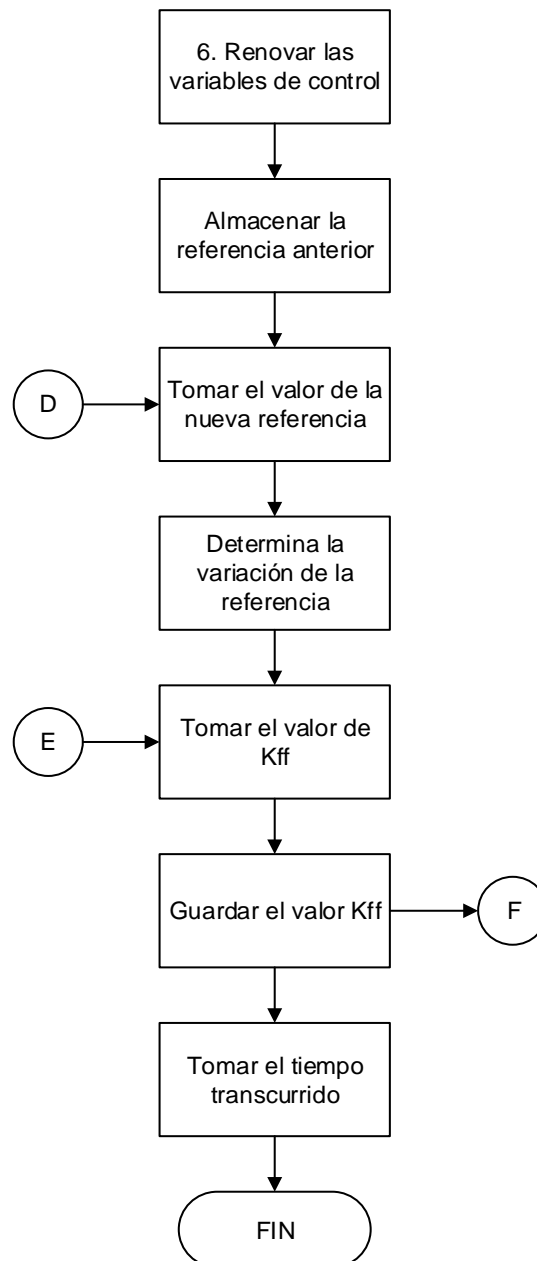 6. Renovar las
variables de control
Almacenar la
referencia anterior
D
Tomar el valor de la
nueva referencia
Determina la
variación de la
referencia
E
Tomar el valor de
Kff
Guardar el valor Kff
F
Tomar el tiempo
transcurrido
FIN